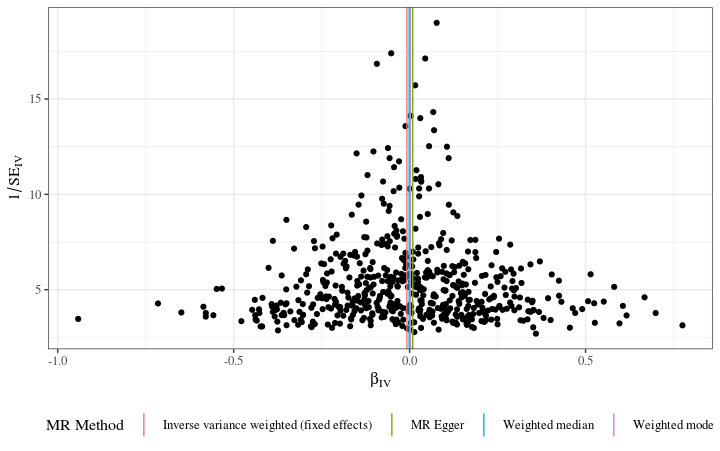 15
10
5
1/SE_IV
-1.0 -0.5 0.0 0.5
β_IV
MR Method Inverse variance weighted (fixed effects) MR Egger Weighted median Weighted mode